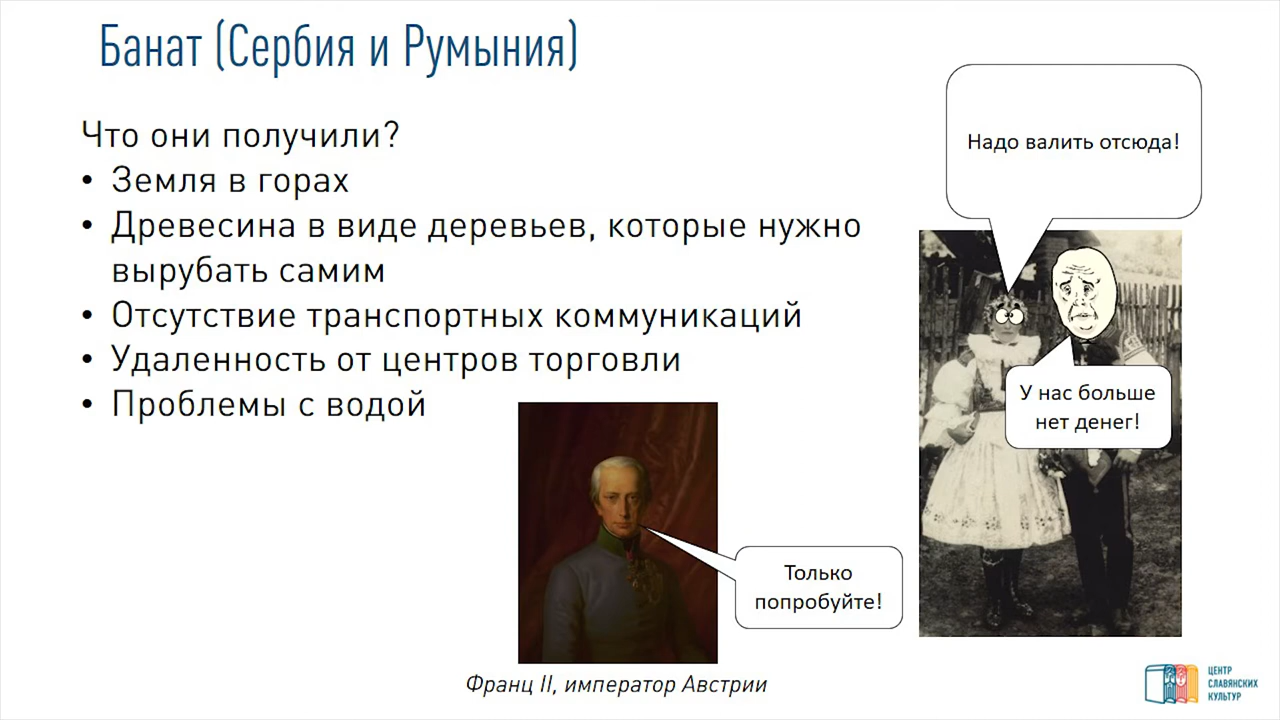 Банат (Сербия и Румыния)
Что они получили?
• Земля в горах
• Древесина в виде деревьев, которые нужно
вырубать самим
• Отсутствие транспортных коммуникаций
• Удаленность от центров торговли
• Проблемы с водой
Надо валить отсюда!
У нас больше
нет денег!
Только
попробуйте!
Франц II, император Австрии
ЦЕНТР
СЛАВЯНСКИХ
КУЛЬТУР